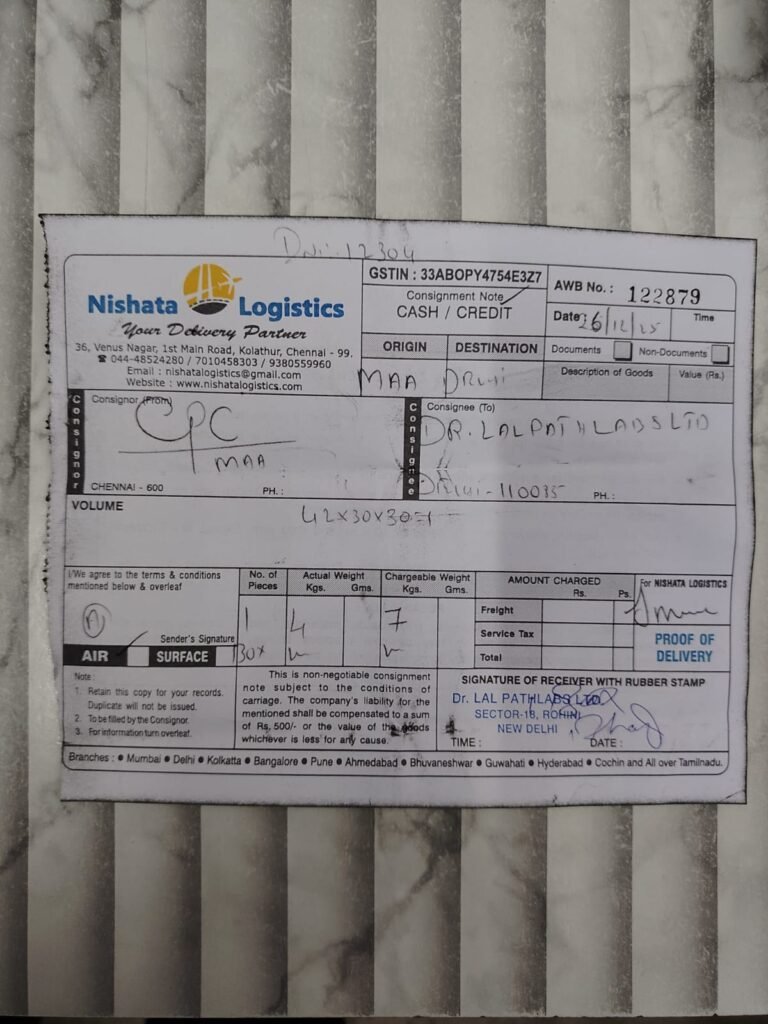 12304
Nishata Logistics
Your Delivery Partner
36, Venus Nagar, 1st Main Road, Kolathur, Chennai - 99.
☎ 044-48524280 / 7010458303 / 9380559960
Email : nishatalogistics@gmail.com
Website : www.nishatalogistics.com
GSTIN : 33ABOPY4754E3Z7
Consignment Note
CASH / CREDIT
AWB No. : 122879
Date 26/12/25
Time
ORIGIN
DESTINATION
MAA
Documents
Non-Documents
Description of Goods
Value (Rs.)
Consignor
Consignor (From)
CPC
MAA
CHENNAI - 600
PH. :
Consignee
Consignee (To)
DR. LALPATHLABS LTD
110035
PH. :
VOLUME
42x30x30=1
I/We agree to the terms & conditions
mentioned below & overleaf
Sender's Signature
AIR
SURFACE
No. of Pieces
1
Box
Actual Weight
Kgs. Gms.
4
Chargeable Weight
Kgs. Gms.
7
AMOUNT CHARGED
Rs. Ps.
Freight
Service Tax
Total
For NISHATA LOGISTICS
PROOF OF
DELIVERY
Note :
1. Retain this copy for your records.
Duplicate will not be issued.
2. To be filled by the Consignor.
3. For information turn overleaf.
This is non-negotiable consignment
note subject to the conditions of
carriage. The company's liability for the
mentioned shall be compensated to a sum
of Rs. 500/- or the value of the goods
whichever is less for any cause.
SIGNATURE OF RECEIVER WITH RUBBER STAMP
Dr. LAL PATHLABS LTD.
SECTOR-18, ROHINI
NEW DELHI
TIME :
DATE :
Branches : • Mumbai • Delhi • Kolkatta • Bangalore • Pune • Ahmedabad • Bhuvaneshwar • Guwahati • Hyderabad • Cochin and All over Tamilnadu.